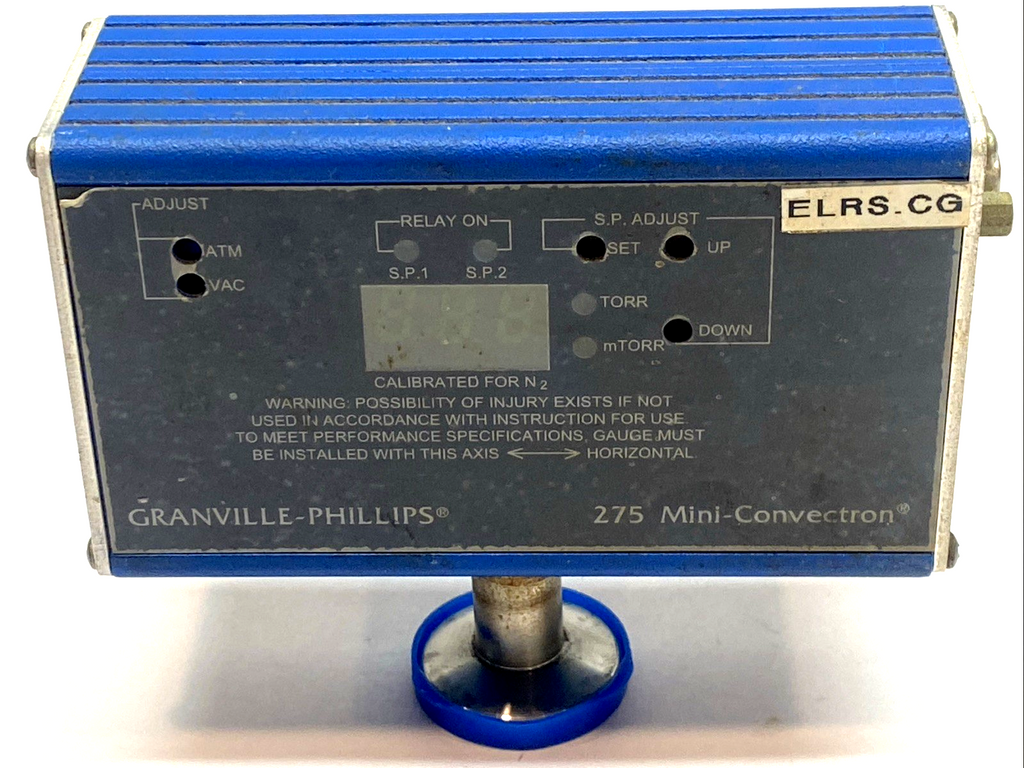 ADJUST
ATM
VAC
RELAY ON
S.P.1 S.P.2
S.P. ADJUST
SET UP
DOWN
TORR
mTORR
ELRS.CG
CALIBRATED FOR N2
WARNING: POSSIBILITY OF INJURY EXISTS IF NOT
USED IN ACCORDANCE WITH INSTRUCTION FOR USE
TO MEET PERFORMANCE SPECIFICATIONS, GAUGE MUST
BE INSTALLED WITH THIS AXIS <—> HORIZONTAL
GRANVILLE-PHILLIPS® 275 Mini-Convectron®